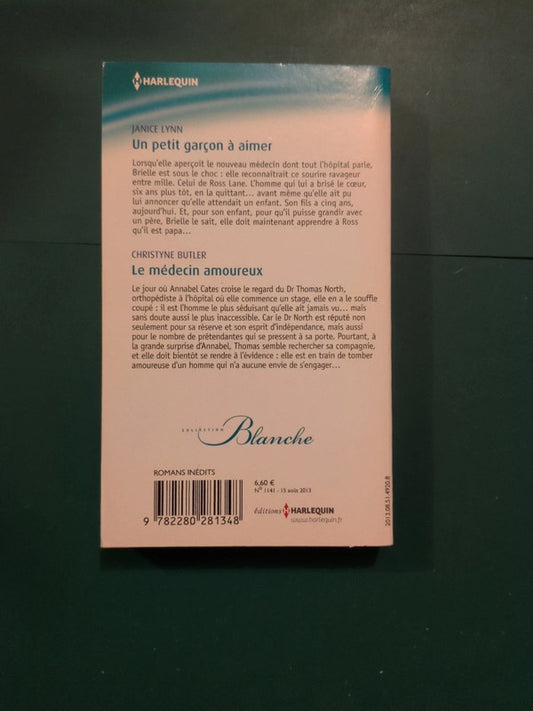 HARLEQUIN
JANICE LYNN
Un petit garçon à aimer
Lorsqu'elle aperçoit le nouveau médecin dont tout l'hôpital parle,
Brielle est sous le choc : elle reconnaîtrait ce sourire ravageur
entre mille. Celui de Ross Lane. L'homme qui lui a brisé le cœur,
six ans plus tôt, en la quittant... avant même qu'elle ait pu
lui annoncer qu'elle attendait un enfant. Son fils a cinq ans,
aujourd'hui. Et, pour son enfant, pour qu'il puisse grandir avec
un père, Brielle le sait, elle doit maintenant apprendre à Ross
qu'il est papa...
CHRISTYNE BUTLER
Le médecin amoureux
Le jour où Annabel Cates croise le regard du Dr Thomas North,
orthopédiste à l'hôpital où elle commence un stage, elle en a le souffle
coupé : il est l'homme le plus séduisant qu'elle ait jamais vu... mais
sans doute aussi le plus inaccessible. Car le Dr North est réputé non
seulement pour sa réserve et son esprit d'indépendance, mais aussi
pour le nombre de prétendantes qui se pressent à sa porte. Pourtant, à
la grande surprise d'Annabel, Thomas semble rechercher sa compagnie,
et elle doit bientôt se rendre à l'évidence : elle est en train de tomber
amoureuse d'un homme qui n'a aucune envie de s'engager...
COLLECTION
Blanche
ROMANS INÉDITS
6,60 €
N° 1141 - 15 août 2013
éditions HARLEQUIN
www.harlequin.fr
9 782280 281348
2013.08.51.4920.8